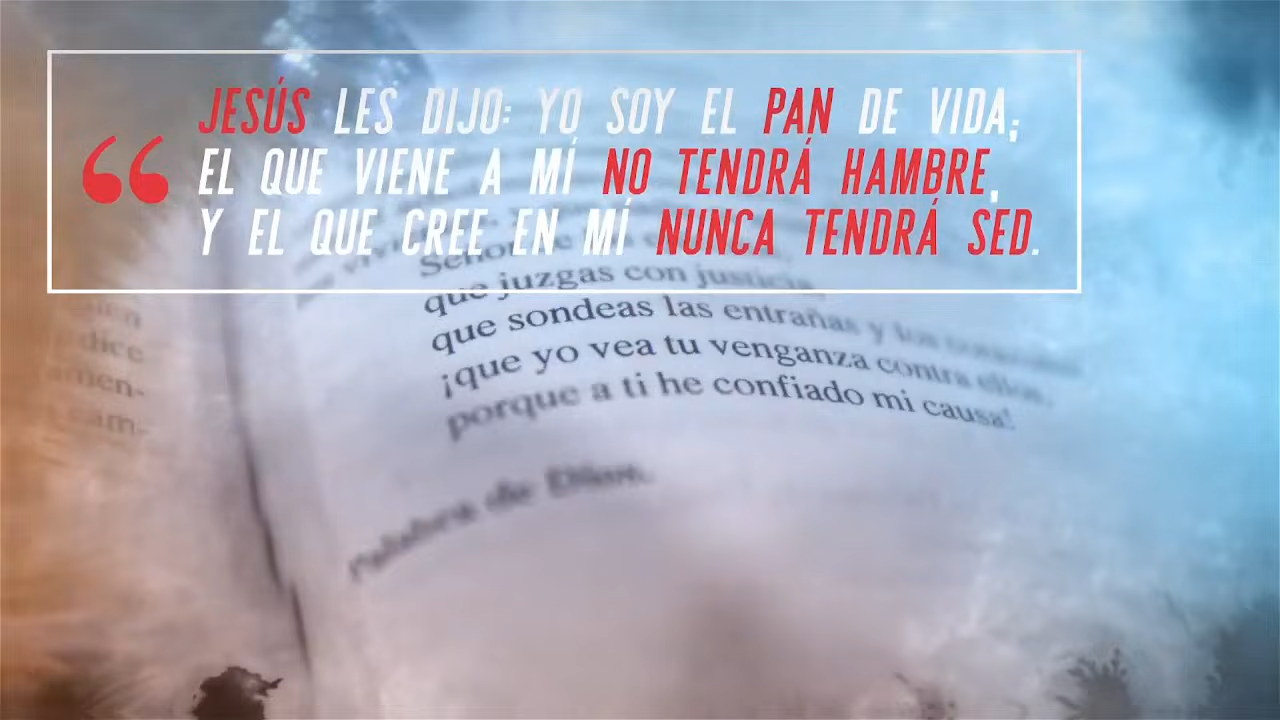 JESÚS LES DIJO: YO SOY EL PAN DE VIDA;
EL QUE VIENE A MÍ NO TENDRÁ HAMBRE,
Y EL QUE CREE EN MÍ NUNCA TENDRÁ SED.
Señor
que juzgas con justicia,
que sondeas las entrañas y los
¡que yo vea tu venganza contra ellos,
porque a ti he confiado mi causa!
Palabra de Dios.
dice